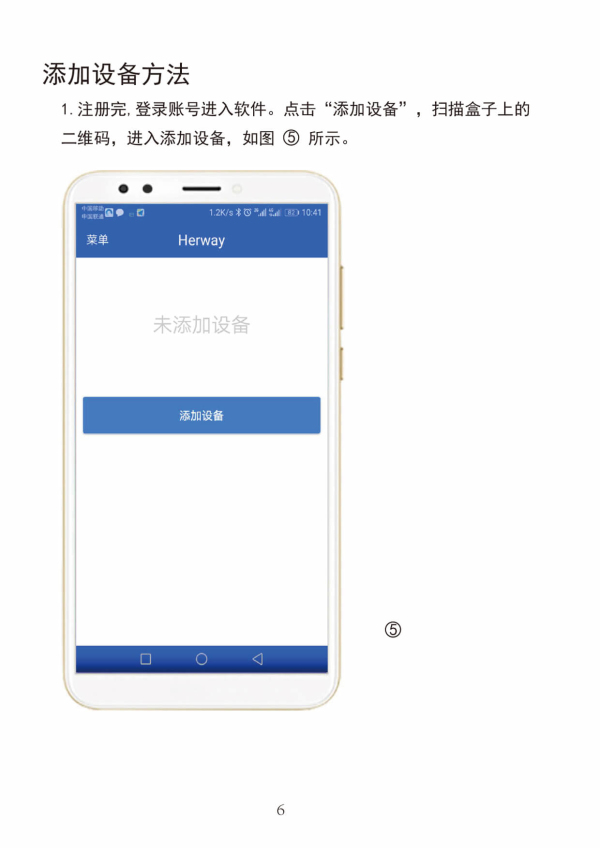 添加设备方法
1.注册完,登录账号进入软件。点击“添加设备”，扫描盒子上的
二维码，进入添加设备，如图 ⑤ 所示。
中国移动
中国联通
1.2K/s
10:41
菜单
Herway
未添加设备
添加设备
⑤
6